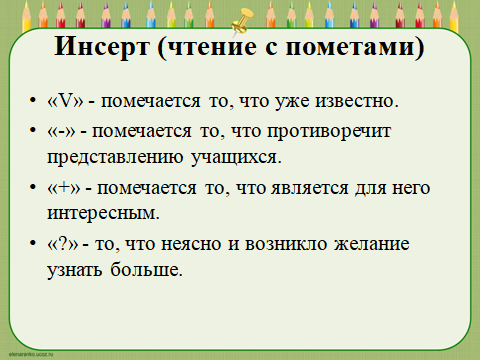 Инсерт (чтение с пометами)
• «V» - помечается то, что уже известно.
• «-» - помечается то, что противоречит
представлению учащихся.
• «+» - помечается то, что является для него
интересным.
• «?» - то, что неясно и возникло желание
узнать больше.
elenaranko.ucoz.ru